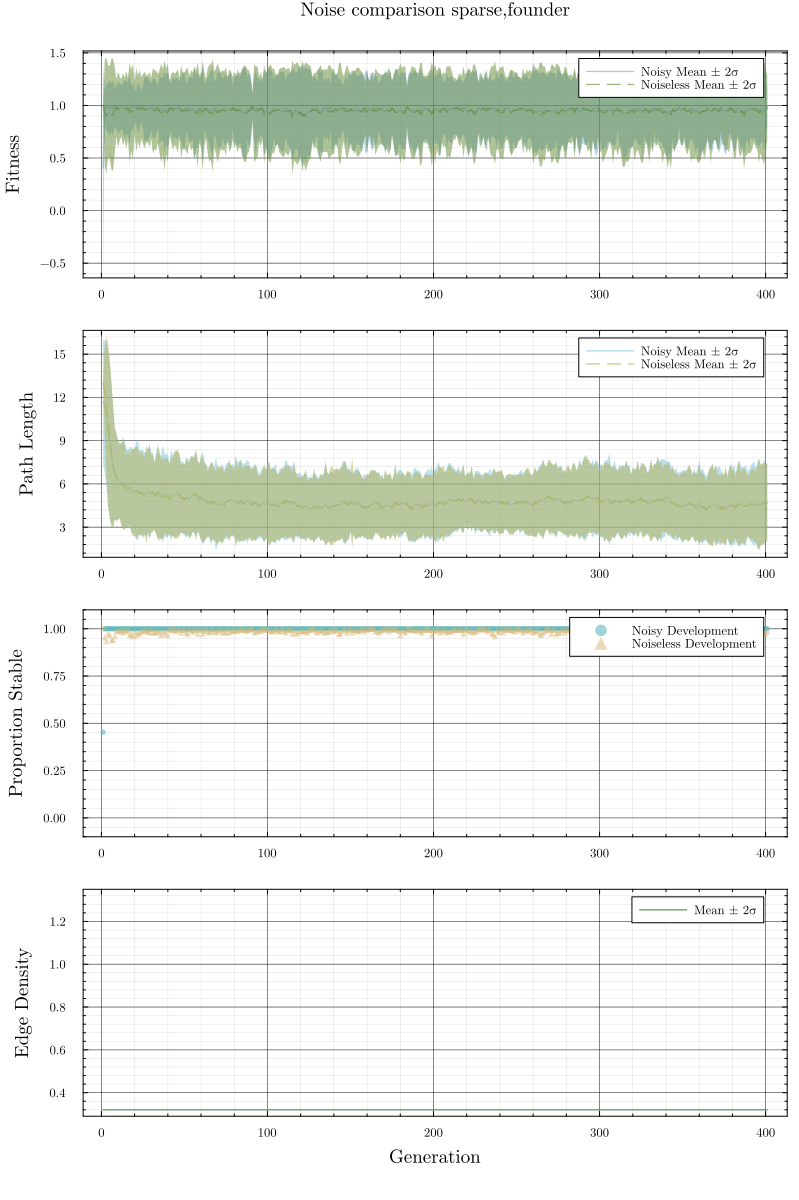 Noise comparison sparse,founder
1.5
Noisy Mean ± 2σ
Noiseless Mean ± 2σ
1.0
0.5
0.0
−0.5
Fitness
0 100 200 300 400
15
Noisy Mean ± 2σ
Noiseless Mean ± 2σ
12
9
6
3
Path Length
0 100 200 300 400
1.00
Noisy Development
Noiseless Development
0.75
0.50
0.25
0.00
Proportion Stable
0 100 200 300 400
Mean ± 2σ
1.2
1.0
0.8
0.6
0.4
Edge Density
0 100 200 300 400
Generation